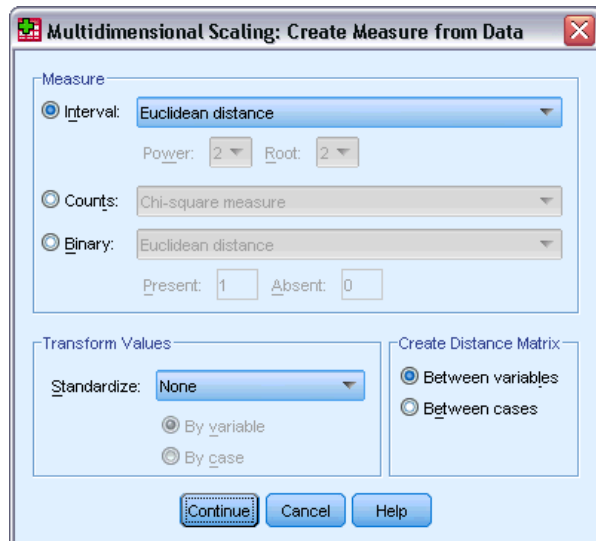 Multidimensional Scaling: Create Measure from Data
Measure
Interval: Euclidean distance
Power: 2 Root: 2
Counts: Chi-square measure
Binary: Euclidean distance
Present: 1 Absent: 0
Transform Values
Standardize: None
By variable
By case
Create Distance Matrix
Between variables
Between cases
Continue Cancel Help